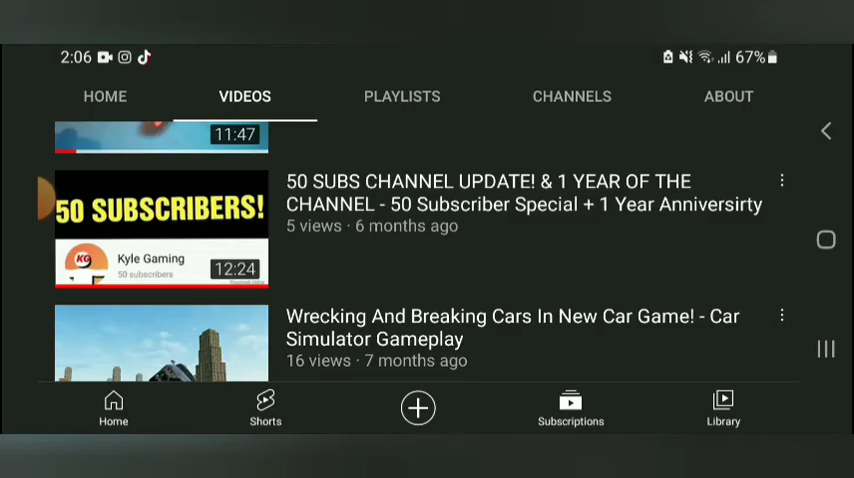 2:06
67%
HOME VIDEOS PLAYLISTS CHANNELS ABOUT
11:47
50 SUBSCRIBERS!
KG
Kyle Gaming
50 subscribers
12:24
50 SUBS CHANNEL UPDATE! & 1 YEAR OF THE
CHANNEL - 50 Subscriber Special + 1 Year Anniversirty
5 views · 6 months ago
Wrecking And Breaking Cars In New Car Game! - Car
Simulator Gameplay
16 views · 7 months ago
Home Shorts Subscriptions Library